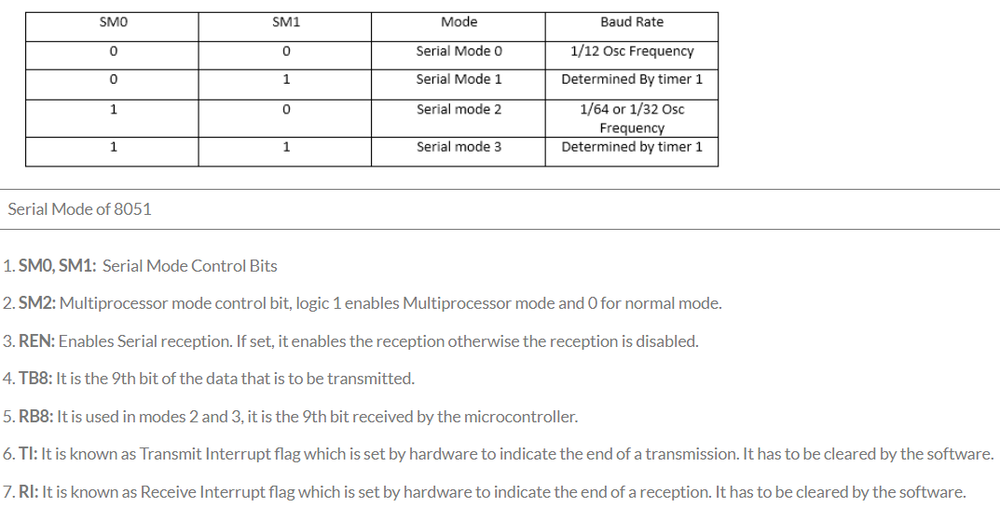 SM0 SM1 Mode Baud Rate
0 0 Serial Mode 0 1/12 Osc Frequency
0 1 Serial Mode 1 Determined By timer 1
1 0 Serial mode 2 1/64 or 1/32 Osc
Frequency
1 1 Serial mode 3 Determined by timer 1
Serial Mode of 8051
1. SM0, SM1: Serial Mode Control Bits
2. SM2: Multiprocessor mode control bit, logic 1 enables Multiprocessor mode and 0 for normal mode.
3. REN: Enables Serial reception. If set, it enables the reception otherwise the reception is disabled.
4. TB8: It is the 9th bit of the data that is to be transmitted.
5. RB8: It is used in modes 2 and 3, it is the 9th bit received by the microcontroller.
6. TI: It is known as Transmit Interrupt flag which is set by hardware to indicate the end of a transmission. It has to be cleared by the software.
7. RI: It is known as Receive Interrupt flag which is set by hardware to indicate the end of a reception. It has to be cleared by the software.